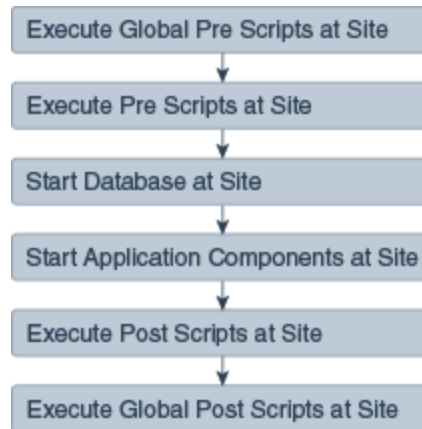 Execute Global Pre Scripts at Site
Execute Pre Scripts at Site
Start Database at Site
Start Application Components at Site
Execute Post Scripts at Site
Execute Global Post Scripts at Site